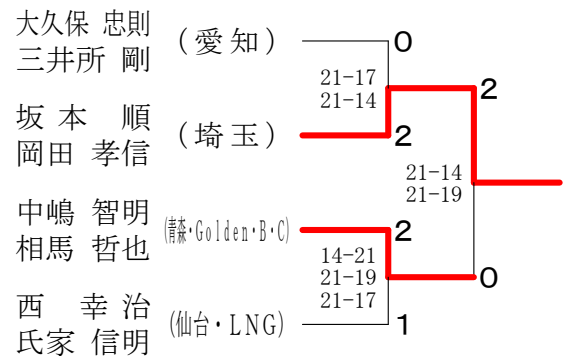 大久保 忠則
三井所 剛
(愛知)
0
21-17
21-14
2
坂本 順
岡田 孝信
(埼玉)
2
21-14
21-19
中嶋 智明
相馬 哲也
(青森・Golden・B・C)
2
14-21
21-19
21-17
0
西 幸治
氏家 信明
(仙台・LNG)
1